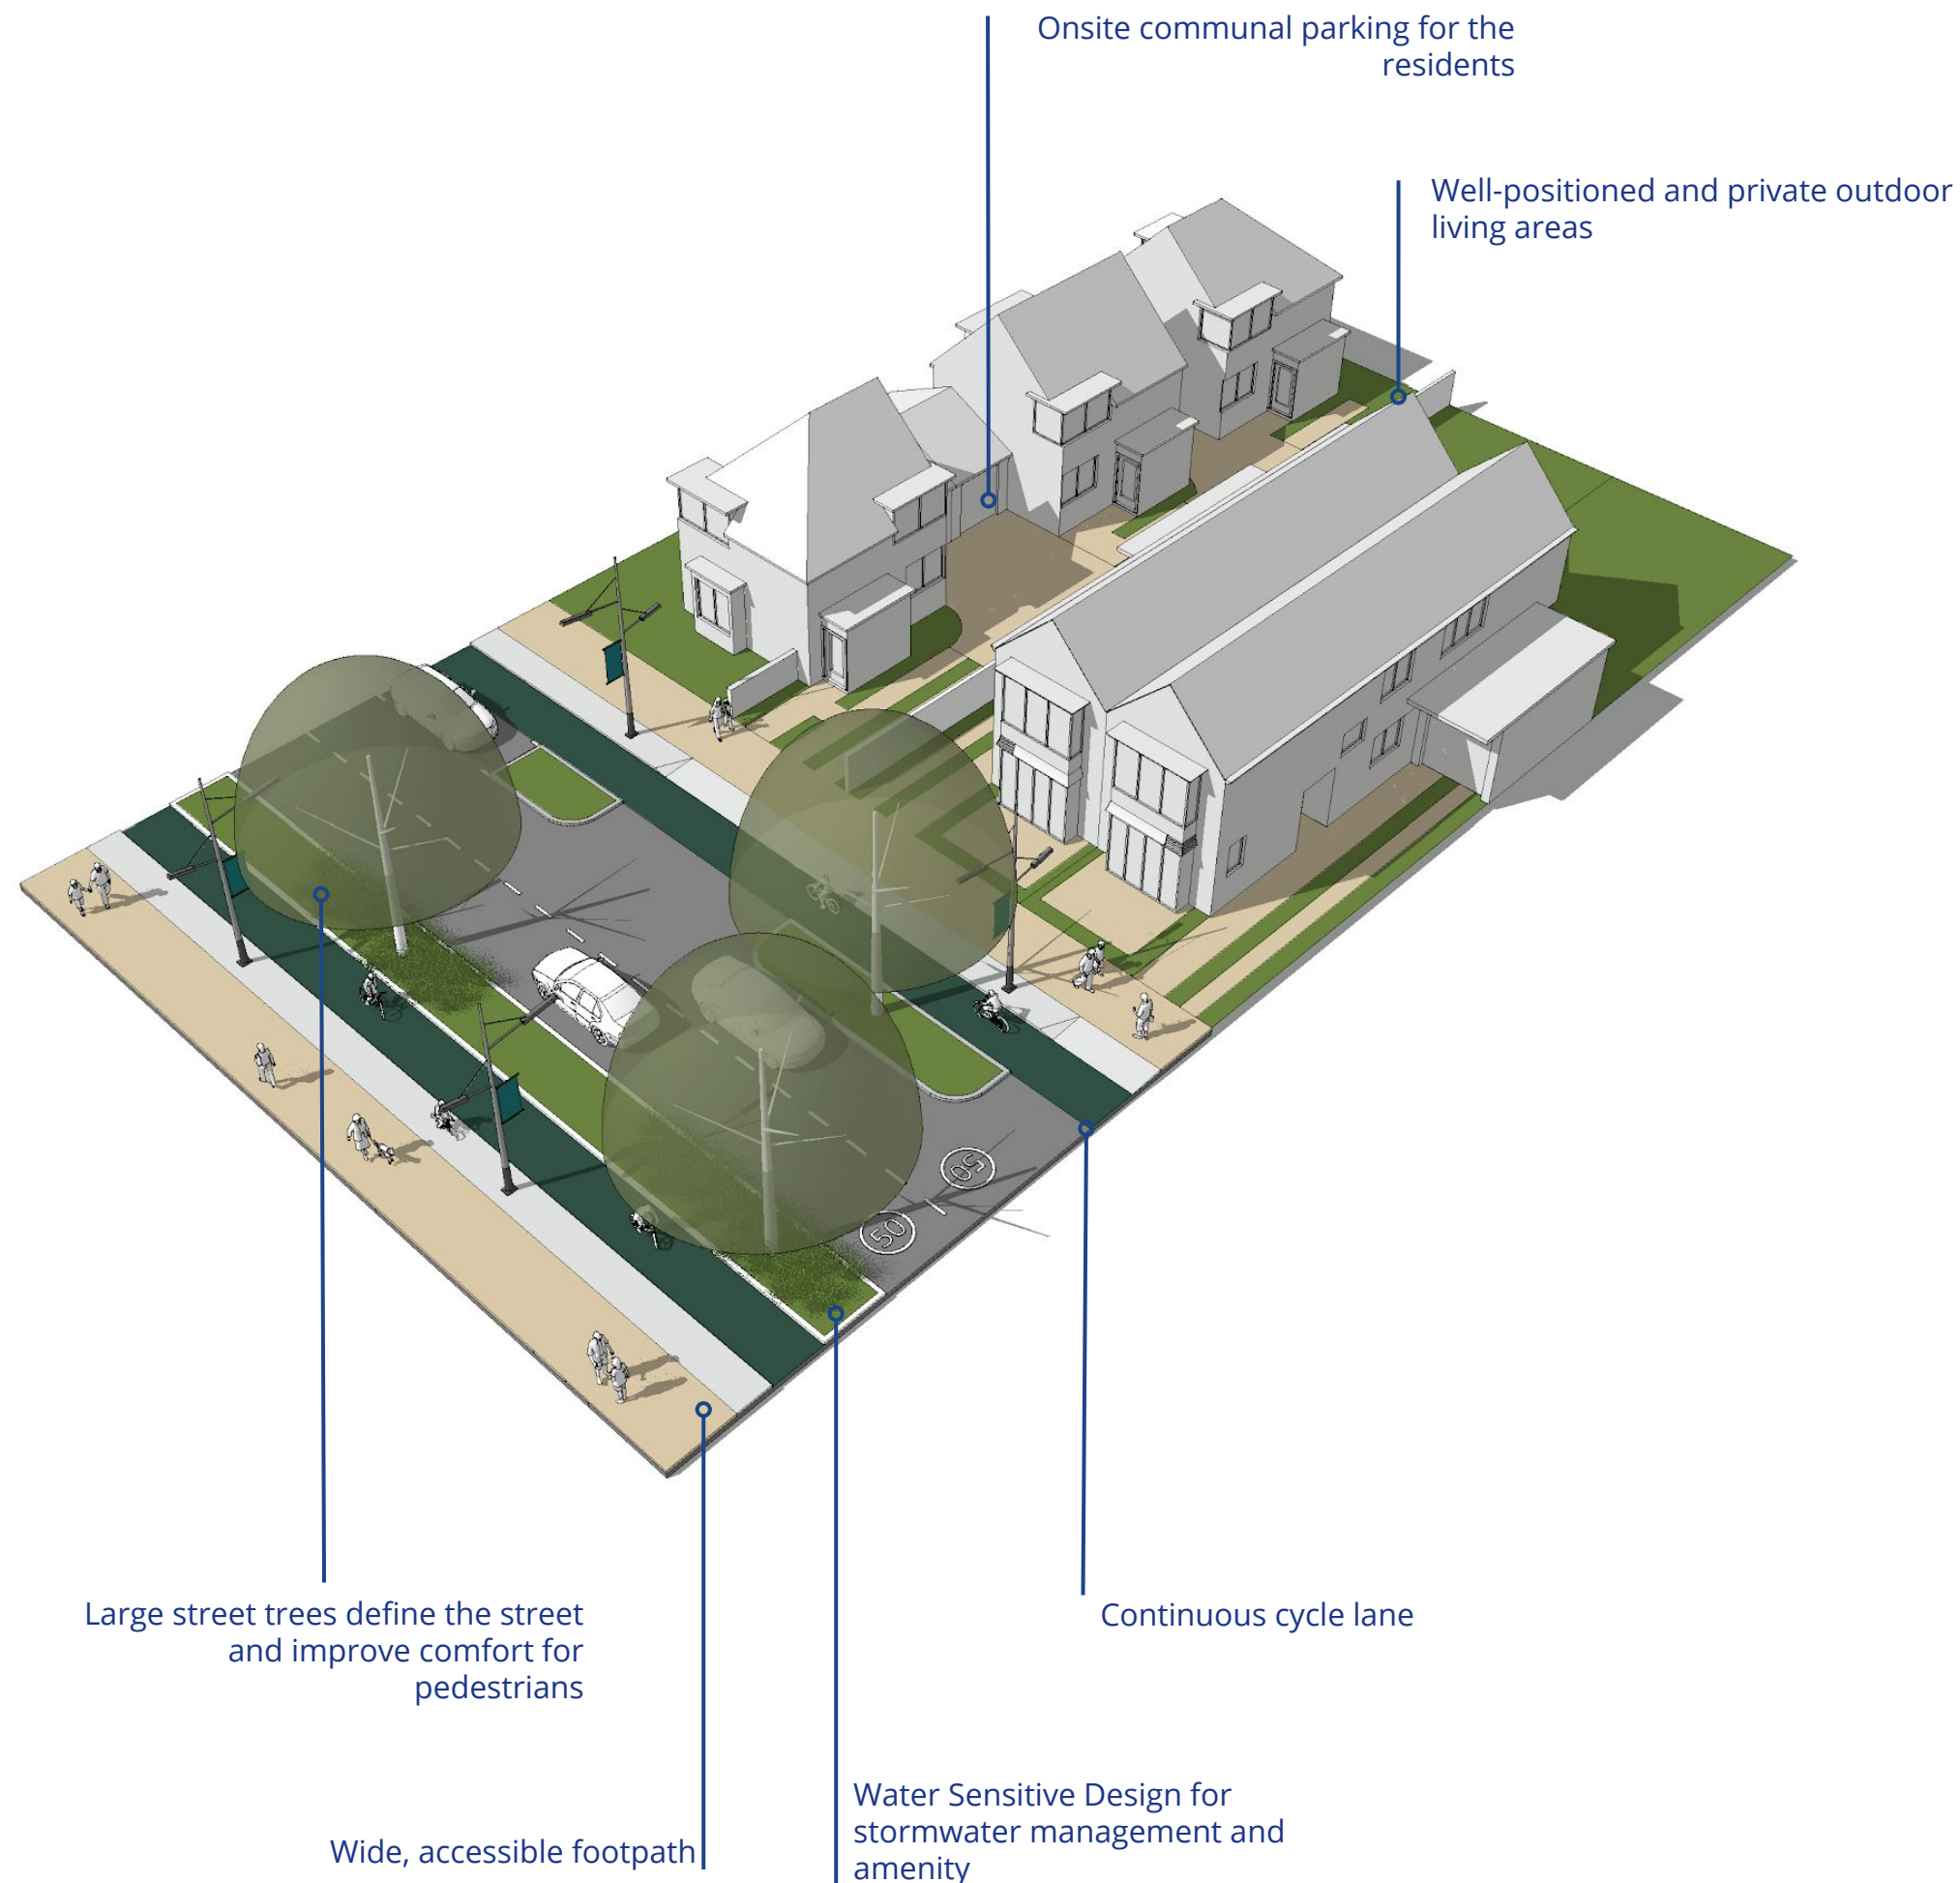 Onsite communal parking for the
residents
Well-positioned and private outdoor
living areas
50
50
Large street trees define the street
and improve comfort for
pedestrians
Continuous cycle lane
Wide, accessible footpath
Water Sensitive Design for
stormwater management and
amenity